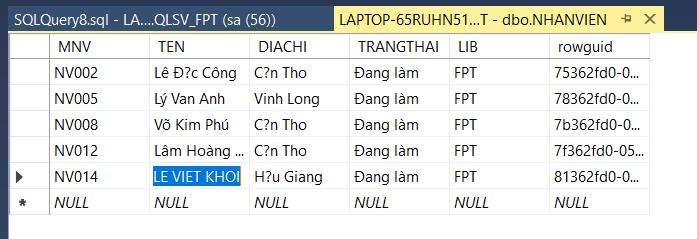 SQLQuery8.sql - LA....QLSV_FPT (sa (56)) LAPTOP-65RUHN51...T - dbo.NHANVIEN
MNV TEN DIACHI TRANGTHAI LIB rowguid
NV002 Lê Đ?c Công C?n Tho Đang làm FPT 75362fd0-0...
NV005 Lý Van Anh Vinh Long Đang làm FPT 78362fd0-0...
NV008 Võ Kim Phú C?n Tho Đang làm FPT 7b362fd0-0...
NV012 Lâm Hoàng ... C?n Tho Đang làm FPT 7f362fd0-05...
NV014 LE VIET KHOI H?u Giang Đang làm FPT 81362fd0-0...
NULL NULL NULL NULL NULL NULL